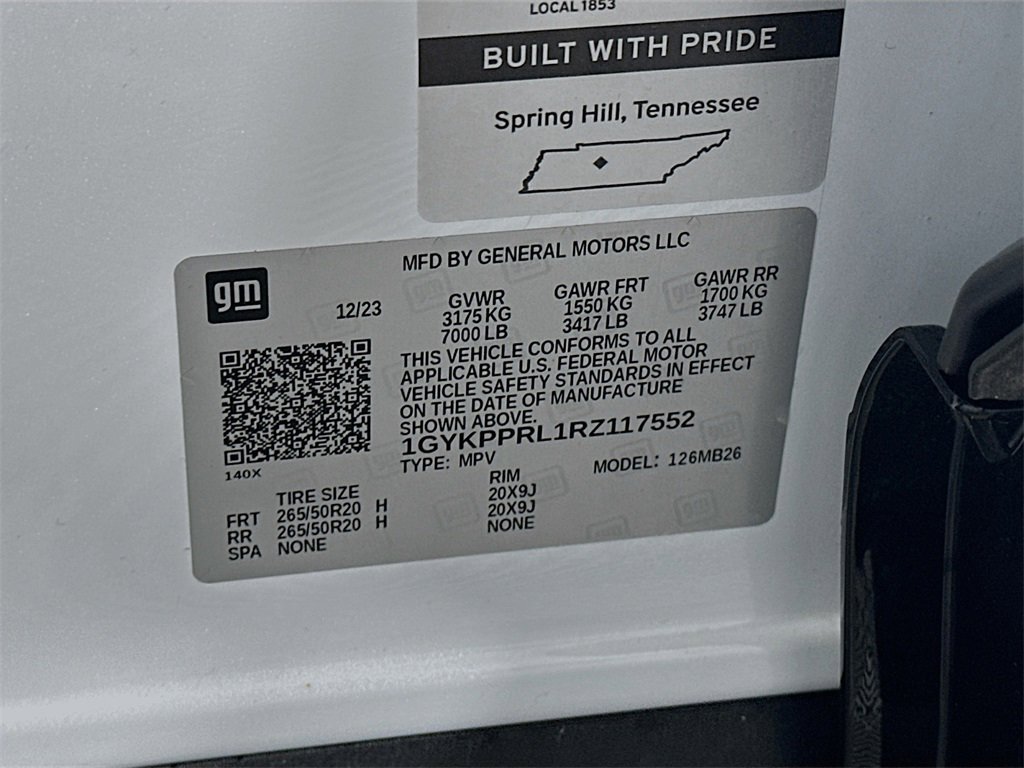 LOCAL 1853
BUILT WITH PRIDE
Spring Hill, Tennessee
MFD BY GENERAL MOTORS LLC
gm
12/23
GVWR
3175 KG
7000 LB
GAWR FRT
1550 KG
3417 LB
GAWR RR
1700 KG
3747 LB
THIS VEHICLE CONFORMS TO ALL
APPLICABLE U.S. FEDERAL MOTOR
VEHICLE SAFETY STANDARDS IN EFFECT
ON THE DATE OF MANUFACTURE
SHOWN ABOVE.
1GYKPPRL1RZ117552
TYPE: MPV
MODEL: 126MB26
140X
TIRE SIZE RIM
FRT 265/50R20 H 20X9J
RR 265/50R20 H 20X9J
SPA NONE NONE